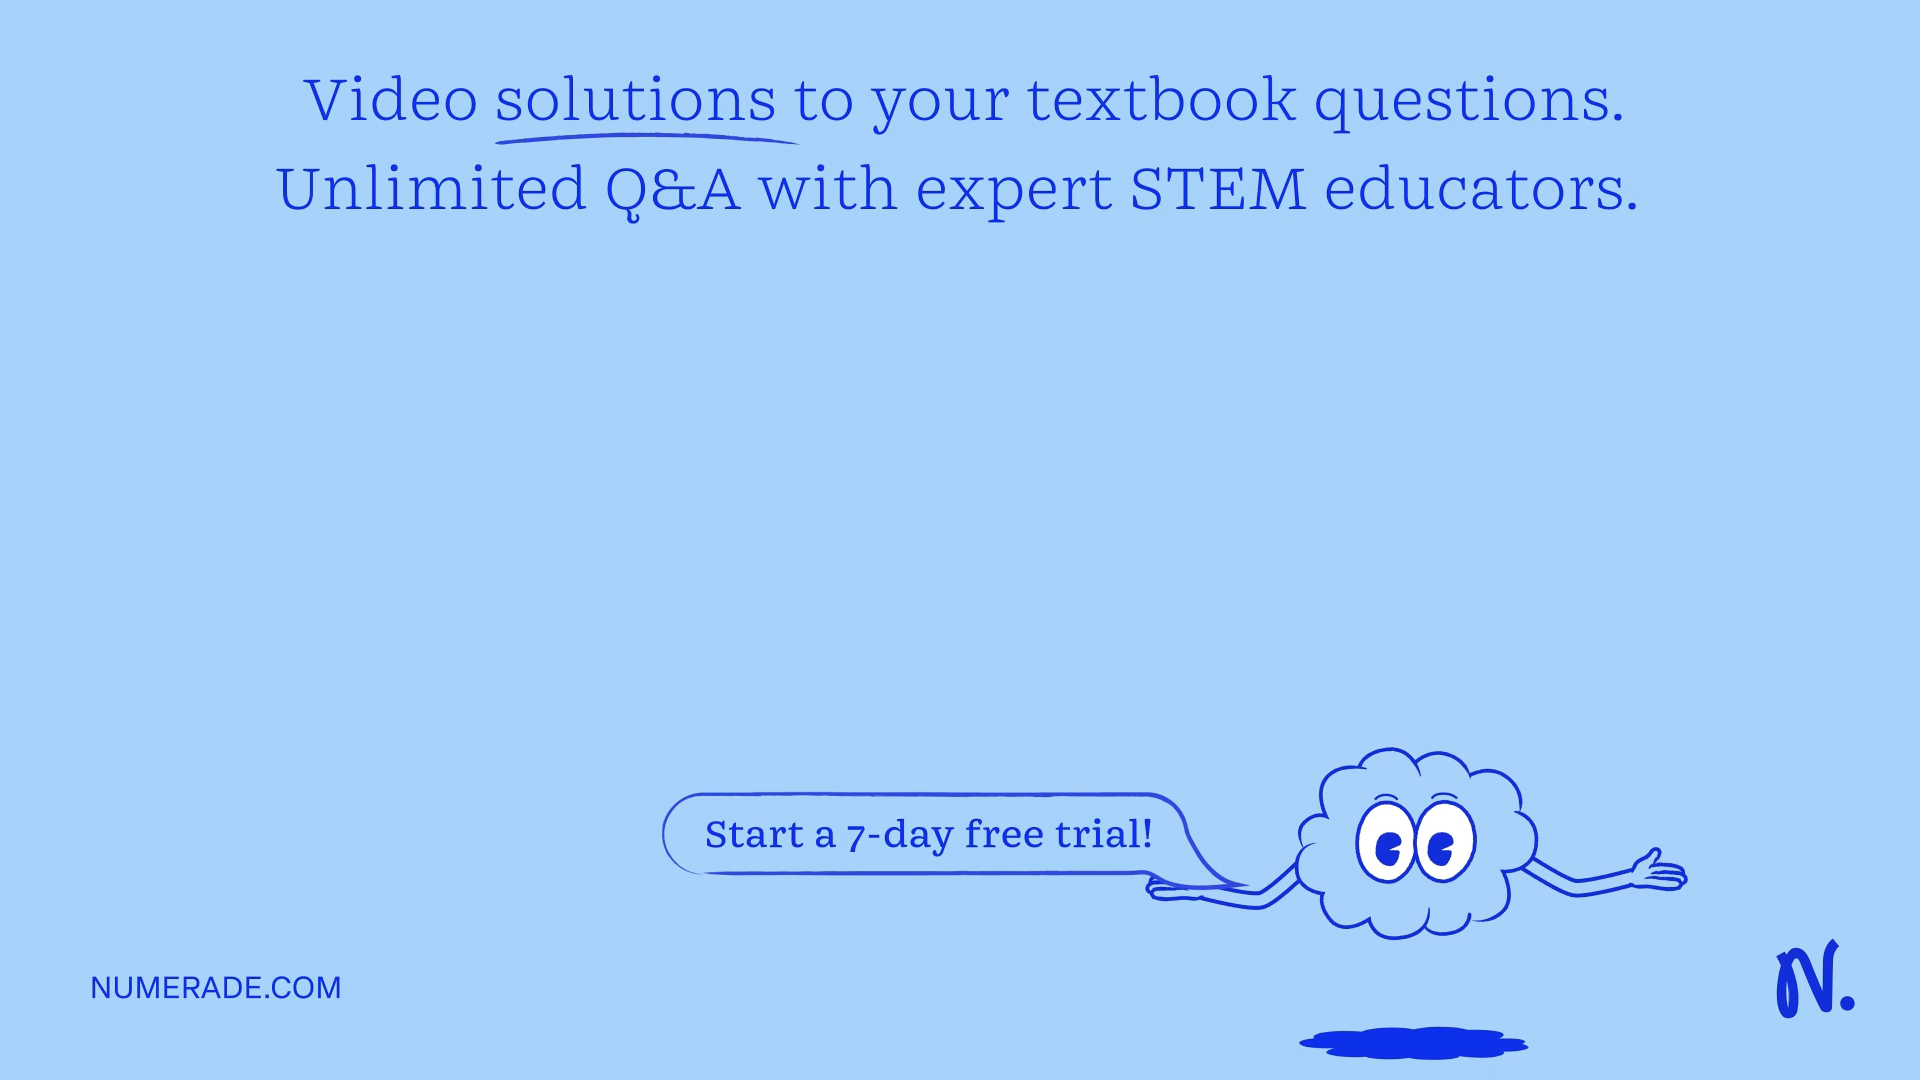 Video solutions to your textbook questions.
Unlimited Q&A with expert STEM educators.
Start a 7-day free trial!
NUMERADE.COM
N.